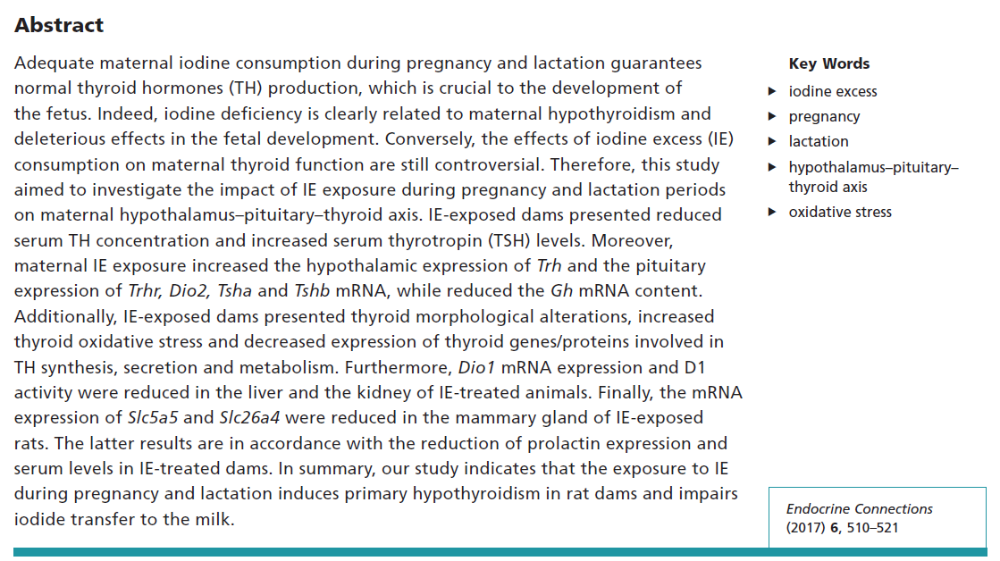 Abstract
Adequate maternal iodine consumption during pregnancy and lactation guarantees
normal thyroid hormones (TH) production, which is crucial to the development of
the fetus. Indeed, iodine deficiency is clearly related to maternal hypothyroidism and
deleterious effects in the fetal development. Conversely, the effects of iodine excess (IE)
consumption on maternal thyroid function are still controversial. Therefore, this study
aimed to investigate the impact of IE exposure during pregnancy and lactation periods
on maternal hypothalamus–pituitary–thyroid axis. IE-exposed dams presented reduced
serum TH concentration and increased serum thyrotropin (TSH) levels. Moreover,
maternal IE exposure increased the hypothalamic expression of Trh and the pituitary
expression of Trhr, Dio2, Tsha and Tshb mRNA, while reduced the Gh mRNA content.
Additionally, IE-exposed dams presented thyroid morphological alterations, increased
thyroid oxidative stress and decreased expression of thyroid genes/proteins involved in
TH synthesis, secretion and metabolism. Furthermore, Dio1 mRNA expression and D1
activity were reduced in the liver and the kidney of IE-treated animals. Finally, the mRNA
expression of Slc5a5 and Slc26a4 were reduced in the mammary gland of IE-exposed
rats. The latter results are in accordance with the reduction of prolactin expression and
serum levels in IE-treated dams. In summary, our study indicates that the exposure to IE
during pregnancy and lactation induces primary hypothyroidism in rat dams and impairs
iodide transfer to the milk.
Key Words
▶ iodine excess
▶ pregnancy
▶ lactation
▶ hypothalamus–pituitary–
thyroid axis
▶ oxidative stress
Endocrine Connections
(2017) 6, 510–521